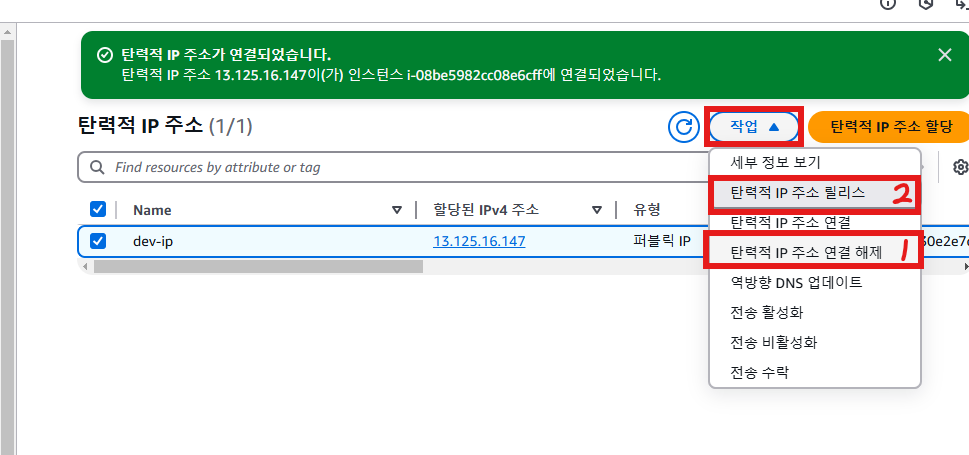 탄력적 IP 주소가 연결되었습니다.
탄력적 IP 주소 13.125.16.147이(가) 인스턴스 i-08be5982cc08e6cff에 연결되었습니다.
탄력적 IP 주소 (1/1)
작업
탄력적 IP 주소 할당
Find resources by attribute or tag
세부 정보 보기
탄력적 IP 주소 릴리스 2
탄력적 IP 주소 연결
탄력적 IP 주소 연결 해제 1
역방향 DNS 업데이트
전송 활성화
전송 비활성화
전송 수락
Name
할당된 IPv4 주소
유형
dev-ip
13.125.16.147
퍼블릭 IP